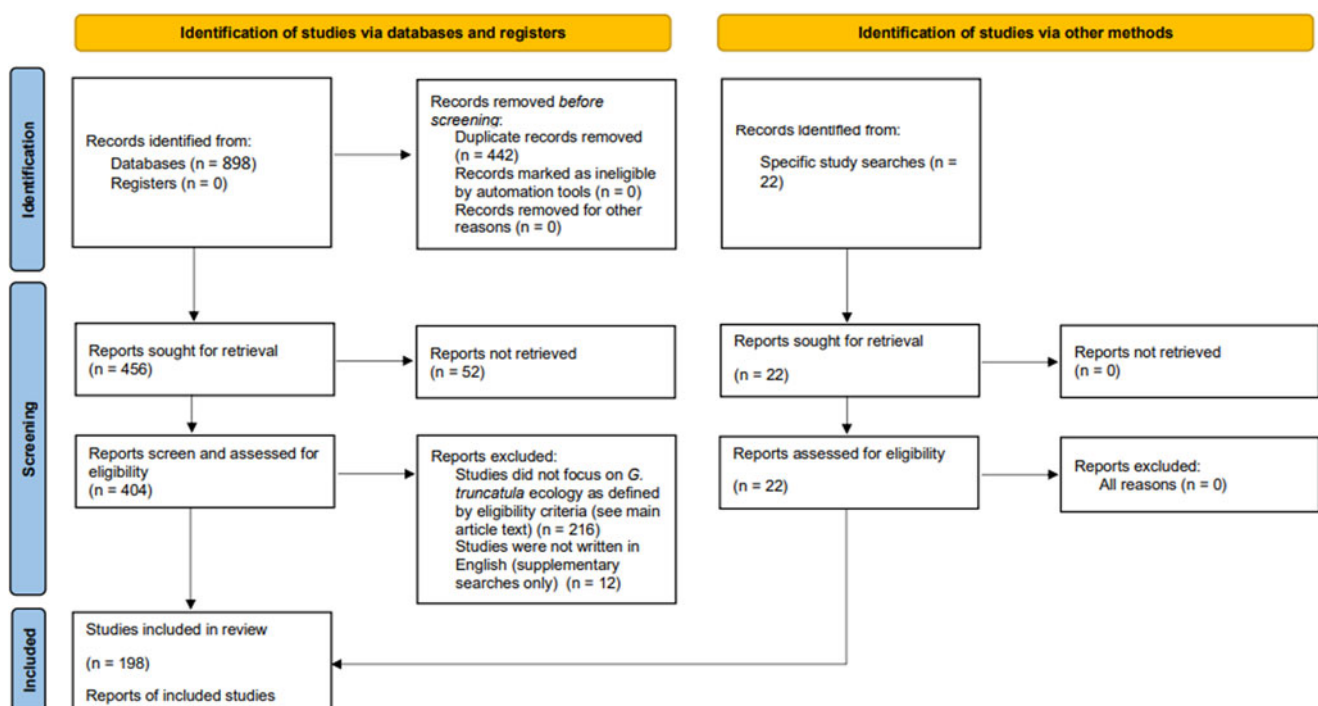 Identification of studies via databases and registers
Identification of studies via other methods
Identification
Records identified from:
Databases (n = 898)
Registers (n = 0)
Records removed before
screening:
Duplicate records removed
(n = 442)
Records marked as ineligible
by automation tools (n = 0)
Records removed for other
reasons (n = 0)
Records identified from:
Specific study searches (n =
22)
Screening
Reports sought for retrieval
(n = 456)
Reports not retrieved
(n = 52)
Reports sought for retrieval
(n = 22)
Reports not retrieved
(n = 0)
Reports screen and assessed for
eligibility
(n = 404)
Reports excluded:
Studies did not focus on G.
truncatula ecology as defined
by eligibility criteria (see main
article text) (n = 216)
Studies were not written in
English (supplementary
searches only) (n = 12)
Reports assessed for eligibility
(n = 22)
Reports excluded:
All reasons (n = 0)
Included
Studies included in review
(n = 198)
Reports of included studies